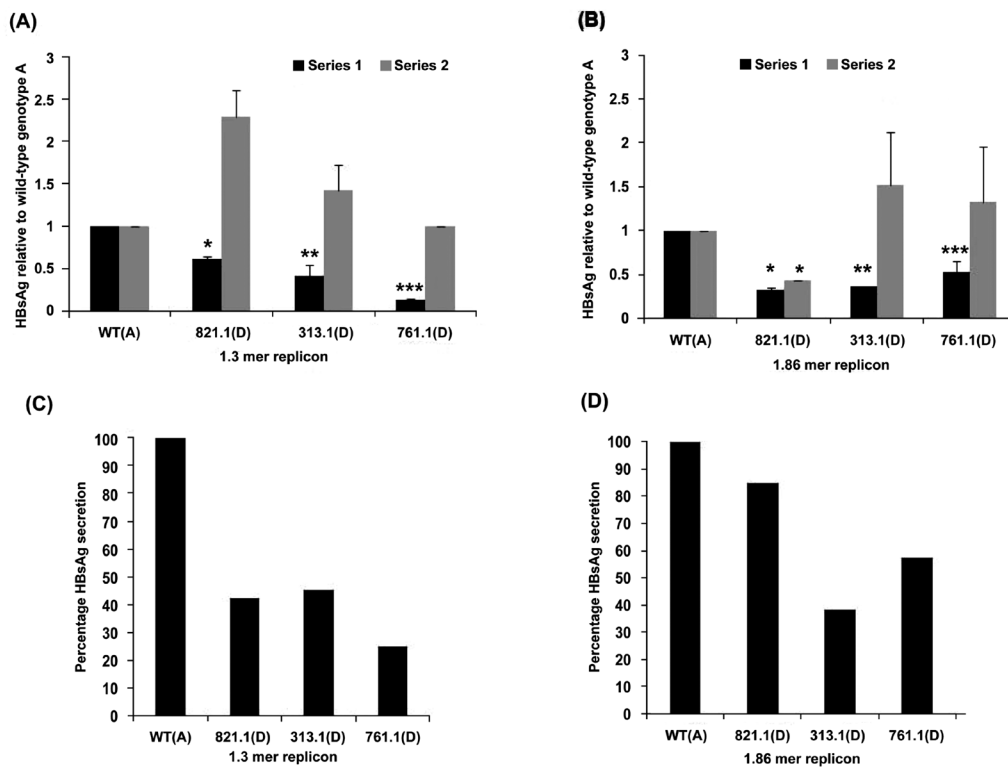 (A)
HBsAg relative to wild-type genotype A
3
2.5
2
1.5
1
0.5
0
Series 1 Series 2
*
**
***
WT(A) 821.1(D) 313.1(D) 761.1(D)
1.3 mer replicon
(B)
HBsAg relative to wild-type genotype A
3
2.5
2
1.5
1
0.5
0
Series 1 Series 2
* * ** ***
WT(A) 821.1(D) 313.1(D) 761.1(D)
1.86 mer replicon
(C)
Percentage HBsAg secretion
100
90
80
70
60
50
40
30
20
10
0
WT(A) 821.1(D) 313.1(D) 761.1(D)
1.3 mer replicon
(D)
Percentage HBsAg secretion
100
90
80
70
60
50
40
30
20
10
0
WT(A) 821.1(D) 313.1(D) 761.1(D)
1.86 mer replicon